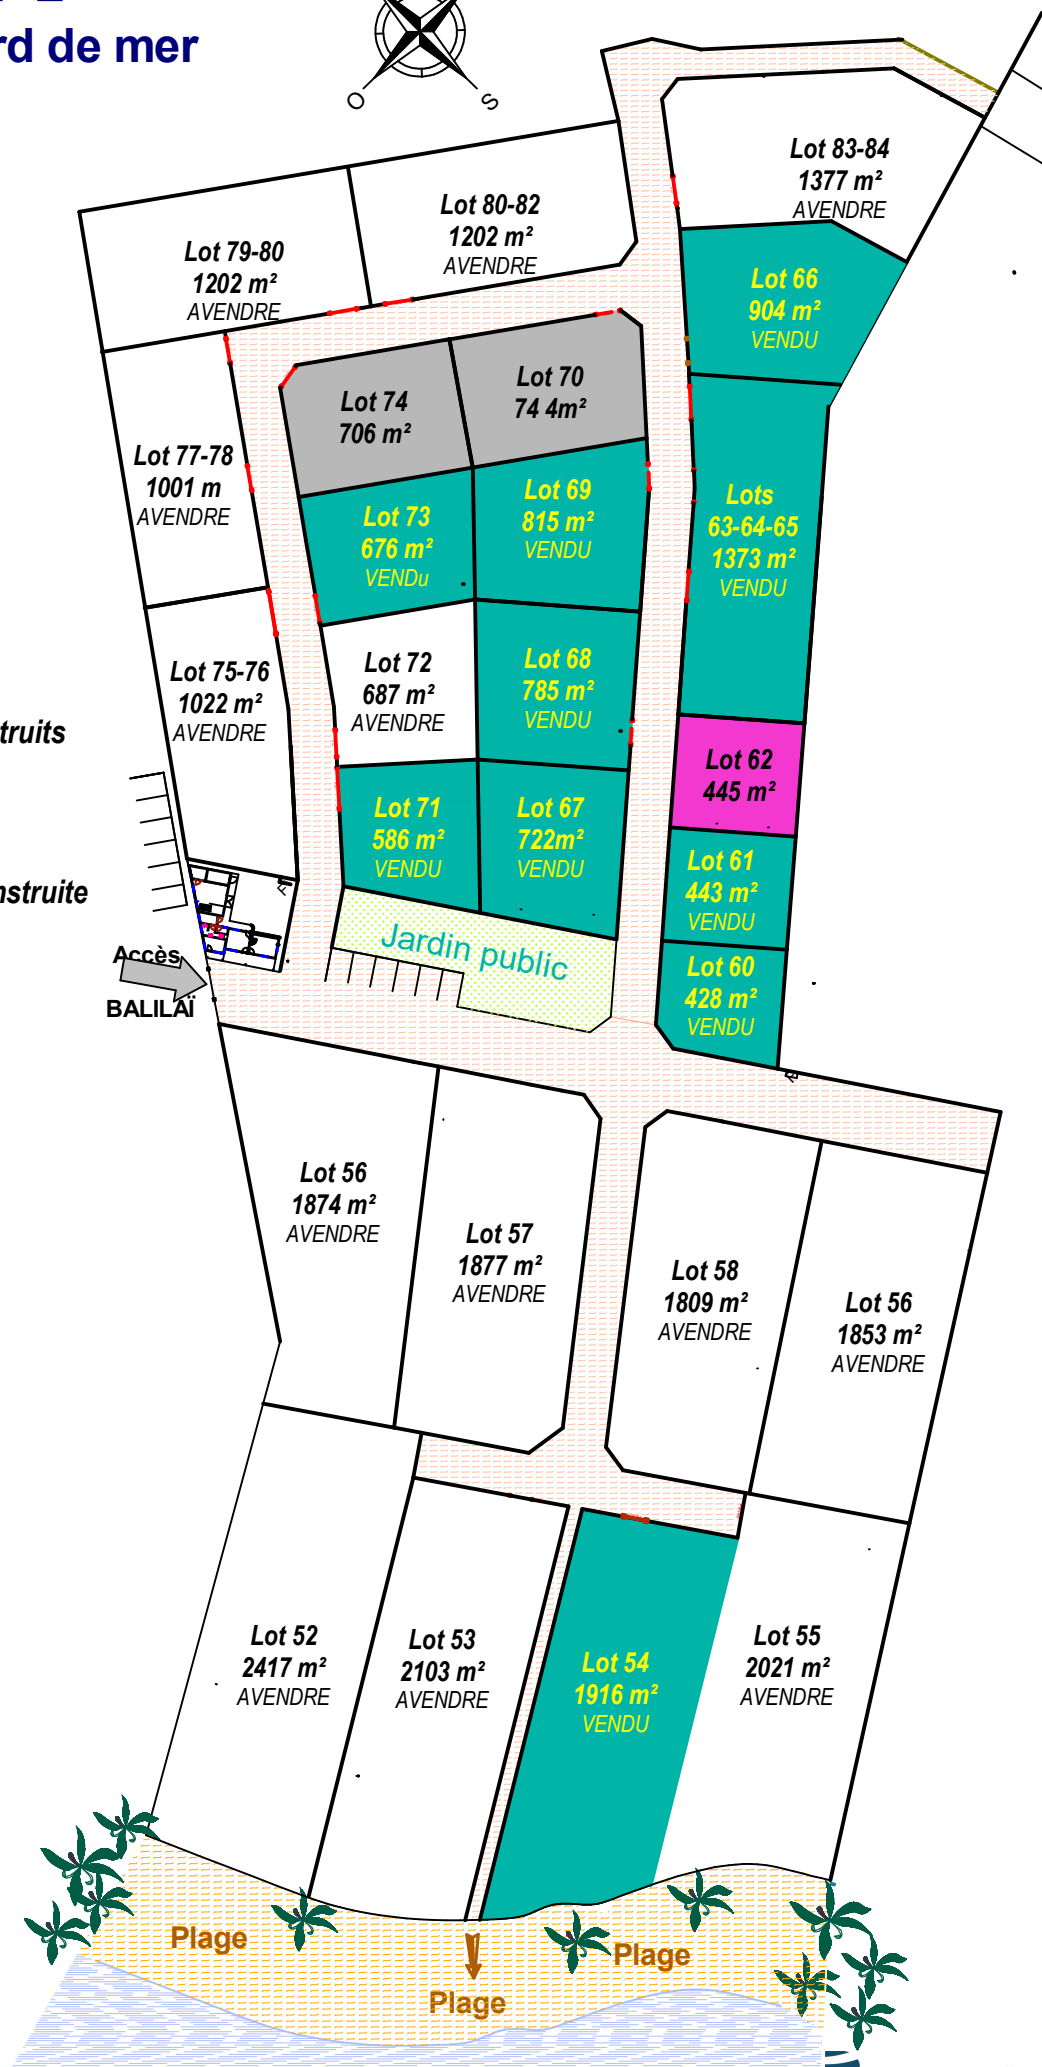 rd de mer
O
S
Lot 83-84
1377 m²
AVENDRE
Lot 80-82
1202 m²
AVENDRE
Lot 79-80
1202 m²
AVENDRE
Lot 66
904 m²
VENDU
Lot 74
706 m²
Lot 70
74 4m²
Lot 77-78
1001 m
AVENDRE
Lot 73
676 m²
VENDu
Lot 69
815 m²
VENDU
Lots
63-64-65
1373 m²
VENDU
Lot 75-76
1022 m²
AVENDRE
Lot 72
687 m²
AVENDRE
Lot 68
785 m²
VENDU
truits
Lot 62
445 m²
Lot 71
586 m²
VENDU
Lot 67
722m²
VENDU
Lot 61
443 m²
VENDU
nstruite
Jardin public
Accès
BALILAÏ
Lot 60
428 m²
VENDU
Lot 56
1874 m²
AVENDRE
Lot 57
1877 m²
AVENDRE
Lot 58
1809 m²
AVENDRE
Lot 56
1853 m²
AVENDRE
Lot 52
2417 m²
AVENDRE
Lot 53
2103 m²
AVENDRE
Lot 54
1916 m²
VENDU
Lot 55
2021 m²
AVENDRE
Plage
Plage
Plage